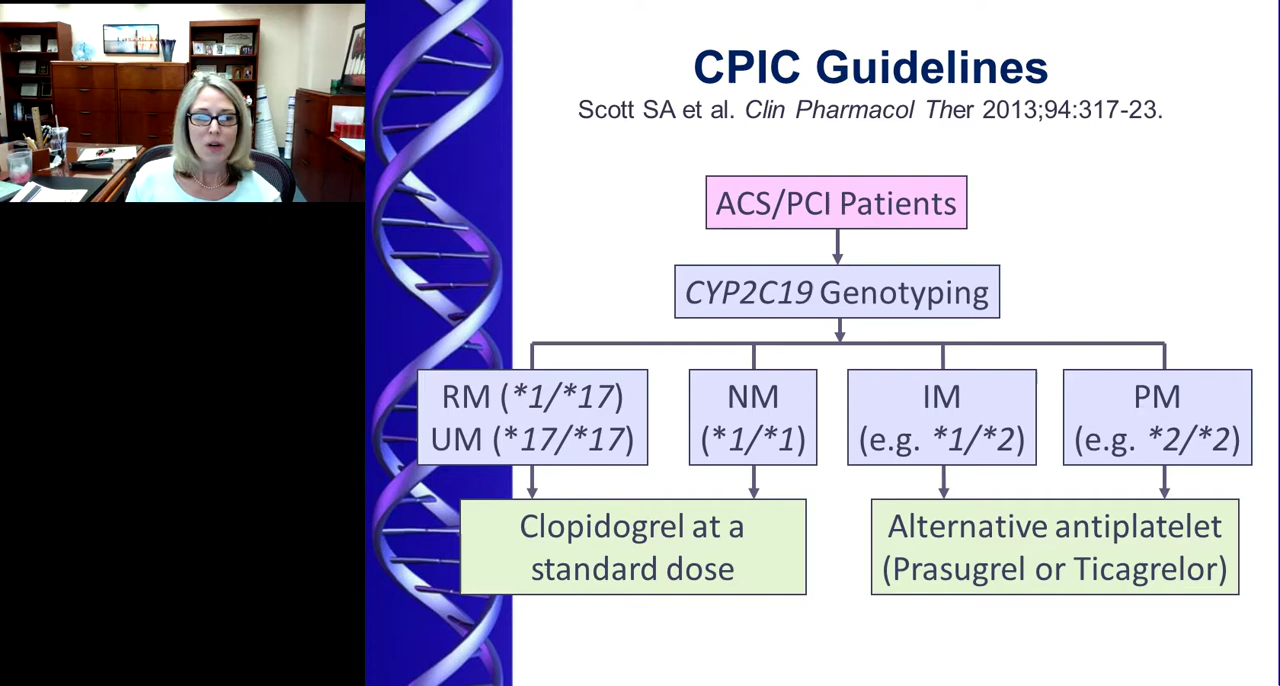 CPIC Guidelines
Scott SA et al. Clin Pharmacol Ther 2013;94:317-23.
ACS/PCI Patients
CYP2C19 Genotyping
RM (*1/*17)
UM (*17/*17)
NM
(*1/*1)
IM
(e.g. *1/*2)
PM
(e.g. *2/*2)
Clopidogrel at a
standard dose
Alternative antiplatelet
(Prasugrel or Ticagrelor)